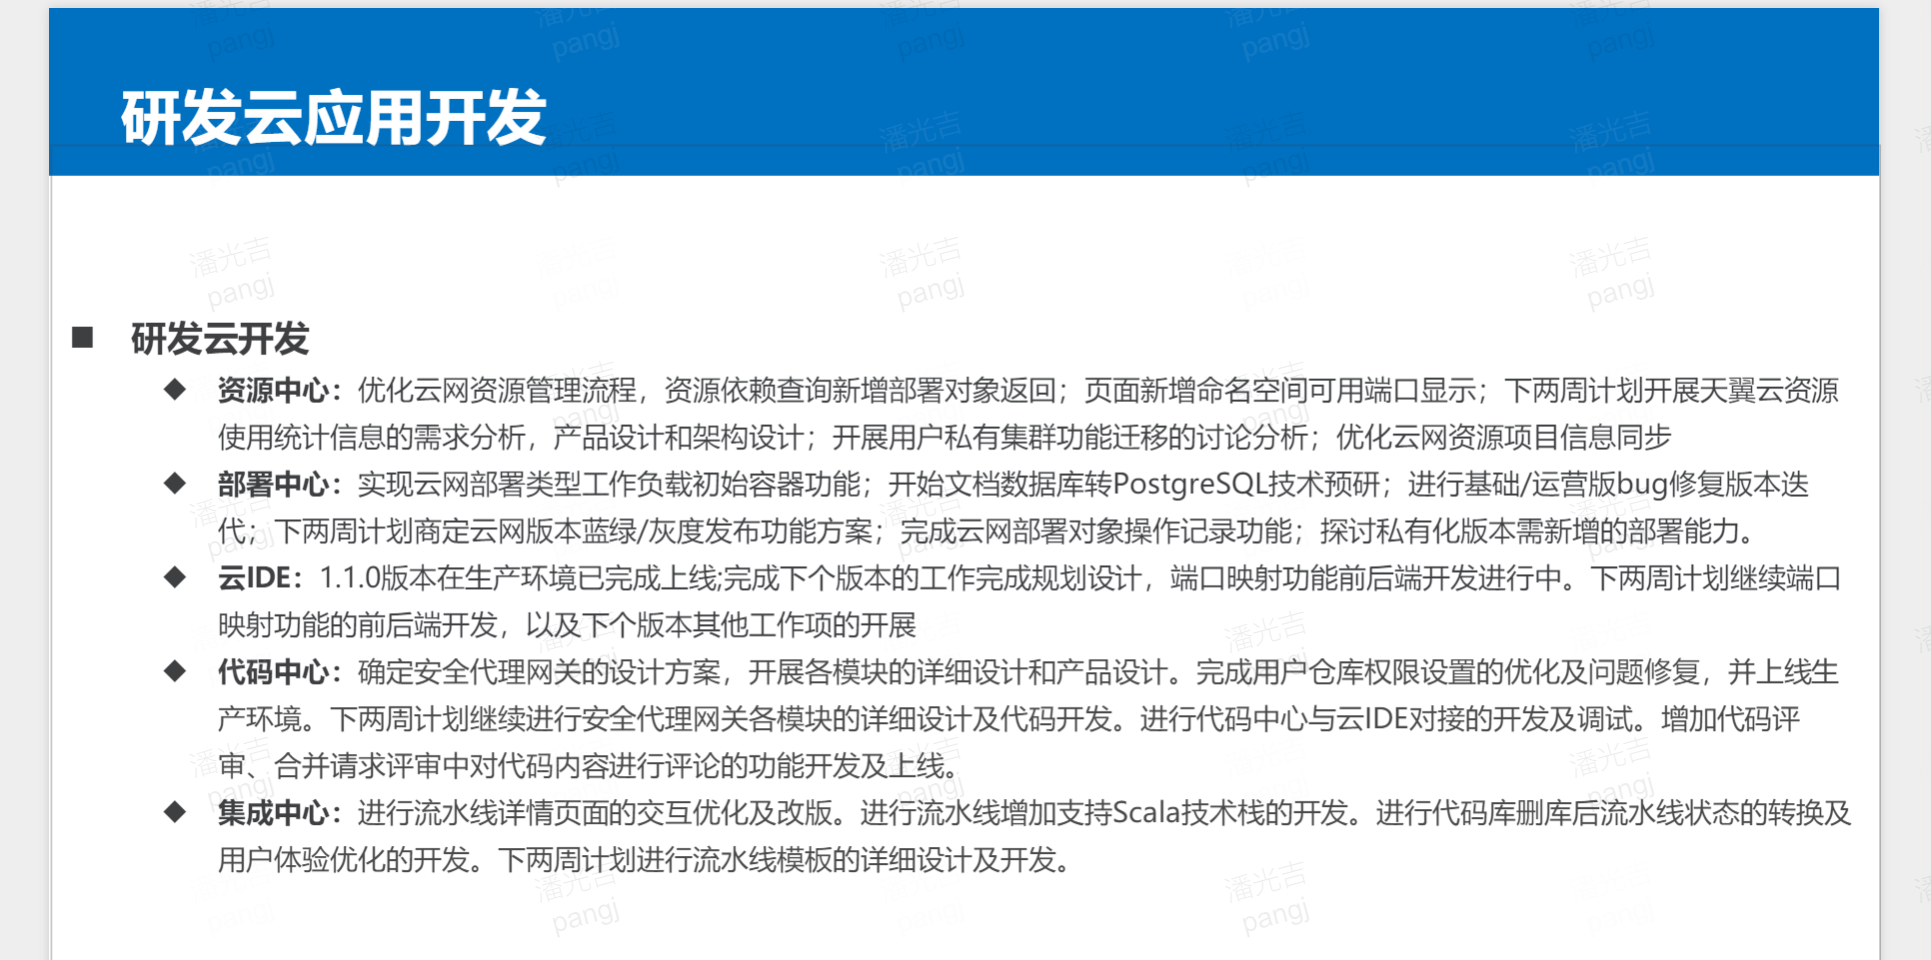 研发云应用开发
潘光吉
pangj
■ 研发云开发
◆ 资源中心：优化云网资源管理流程，资源依赖查询新增部署对象返回；页面新增命名空间可用端口显示；下两周计划开展天翼云资源
使用统计信息的需求分析，产品设计和架构设计；开展用户私有集群功能迁移的讨论分析；优化云网资源项目信息同步
◆ 部署中心：实现云网部署类型工作负载初始容器功能；开始文档数据库转PostgreSQL技术预研；进行基础/运营版bug修复版本迭
代；下两周计划商定云网版本蓝绿/灰度发布功能方案；完成云网部署对象操作记录功能；探讨私有化版本需新增的部署能力。
◆ 云IDE：1.1.0版本在生产环境已完成上线;完成下个版本的工作完成规划设计，端口映射功能前后端开发进行中。下两周计划继续端口
映射功能的前后端开发，以及下个版本其他工作项的开展
◆ 代码中心：确定安全代理网关的设计方案，开展各模块的详细设计和产品设计。完成用户仓库权限设置的优化及问题修复，并上线生
产环境。下两周计划继续进行安全代理网关各模块的详细设计及代码开发。进行代码中心与云IDE对接的开发及调试。增加代码评
审、合并请求评审中对代码内容进行评论的功能开发及上线。
◆ 集成中心：进行流水线详情页面的交互优化及改版。进行流水线增加支持Scala技术栈的开发。进行代码库删库后流水线状态的转换及
用户体验优化的开发。下两周计划进行流水线模板的详细设计及开发。